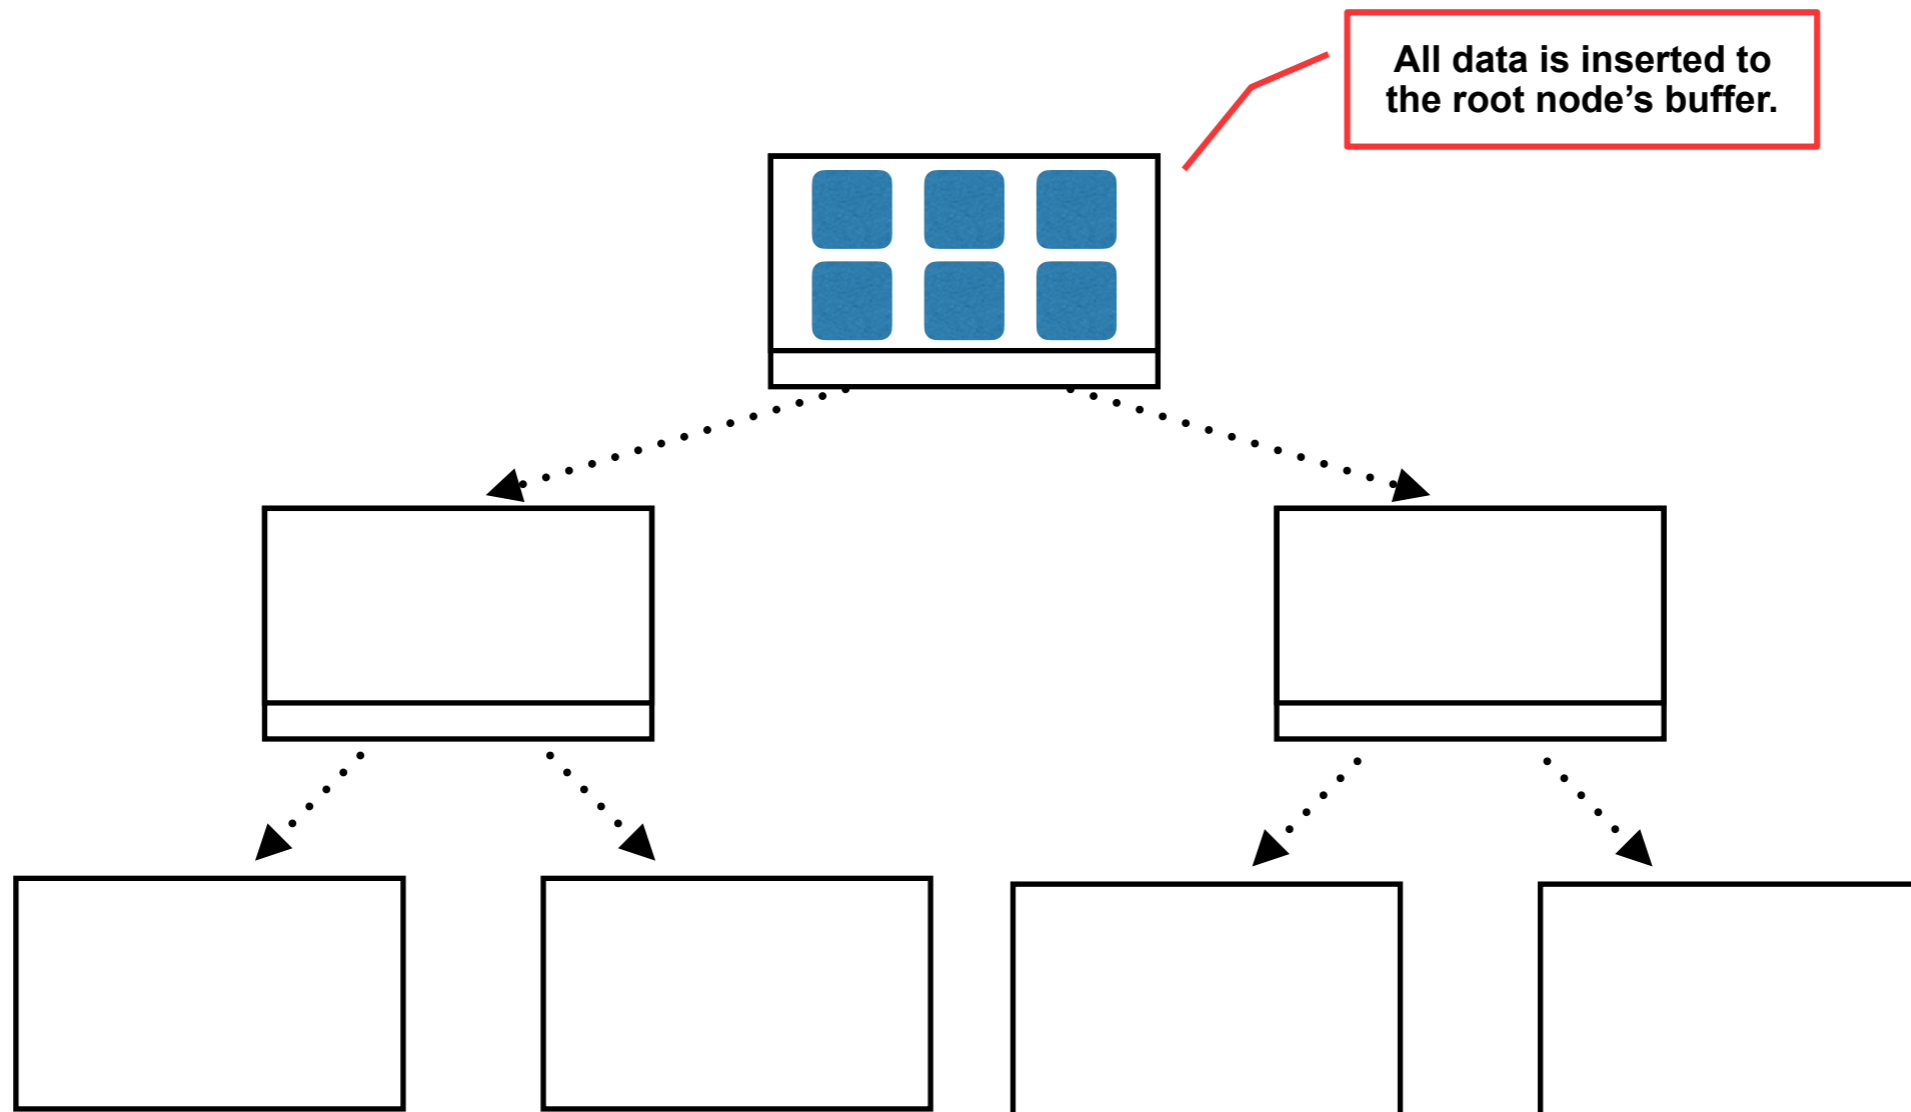 All data is inserted to
the root node’s buffer.